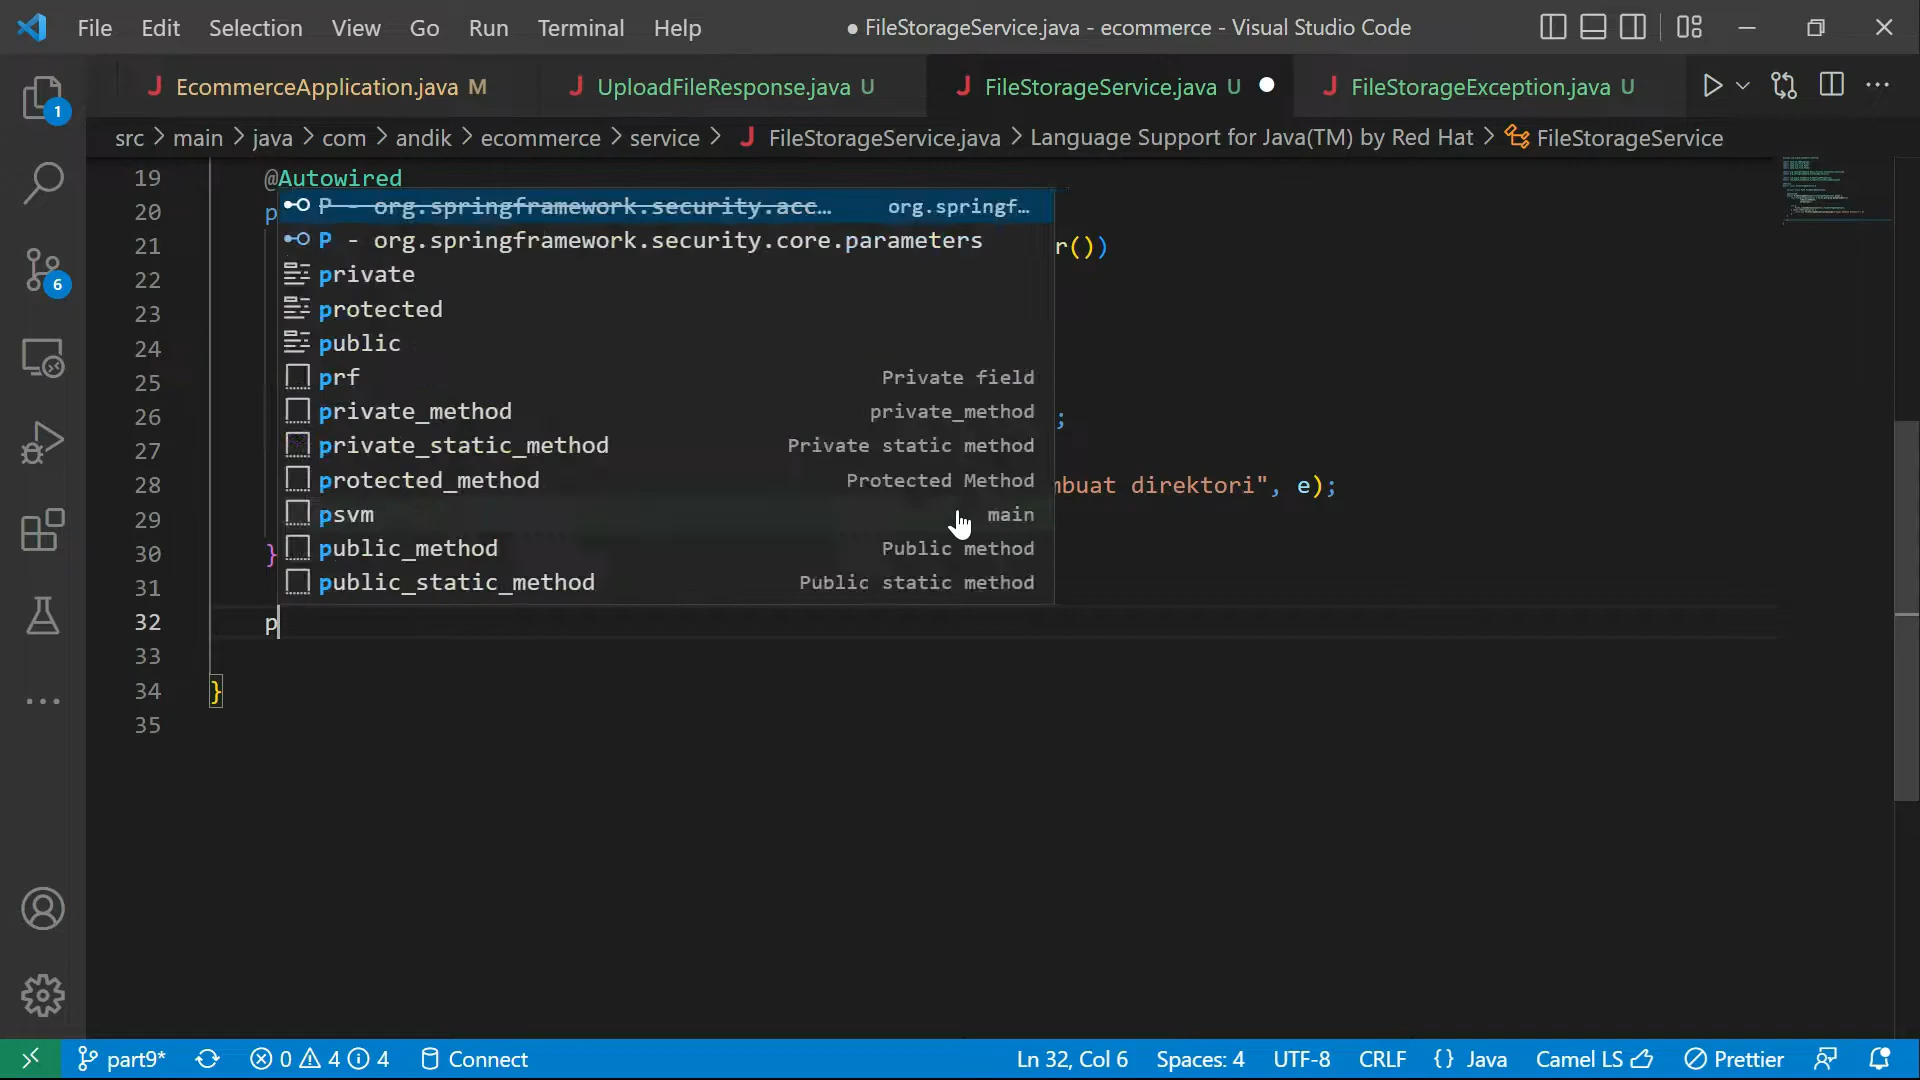 File Edit Selection View Go Run Terminal Help ● FileStorageService.java - ecommerce - Visual Studio Code
EcommerceApplication.java M UploadFileResponse.java U FileStorageService.java U FileStorageException.java U
src > main > java > com > andik > ecommerce > service > FileStorageService.java > Language Support for Java(TM) by Red Hat > FileStorageService
1
6
19 @Autowired
20 p P - org.springframework.security.acc… org.springf…
21 P - org.springframework.security.core.parameters r())
22 private
23 protected
24 public
25 prf Private field
26 private_method private_method ;
27 private_static_method Private static method
28 protected_method Protected Method mbuat direktori", e);
29 psvm main
30 } public_method Public method
31 public_static_method Public static method
32 p
33
34 }
35
part9* 0 4 4 Connect Ln 32, Col 6 Spaces: 4 UTF-8 CRLF {} Java Camel LS Prettier